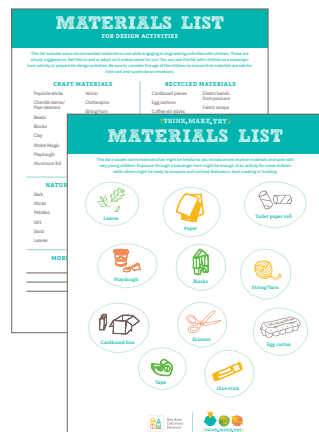 MATERIALS LIST
FOR DESIGN ACTIVITIES
This list includes some recommended materials to use while engaging in engineering activities with children. These are
simply suggestions, feel free to add or adapt as it makes sense for you! You can use this list for children as a scavenger
hunt activity to prepare for design activities. Be sure to consider the age of the children to ensure that materials are safe for
their use and supervise as necessary.
CRAFT MATERIALS
Popsicle sticks
Chenille stems/
Pipe cleaners
Beads
Blocks
Clay
Model Magic
Playdough
Aluminum foil
Velcro
Clothespins
String/Yarn
RECYCLED MATERIALS
Cardboard pieces
Egg cartons
Coffee stir sticks
Elastic bands
from produce
Fabric scraps
NATUR
Bark
Sticks
Pebbles
Dirt
Sand
Leaves
MOR
[THINK, MAKE, TRY]
MATERIALS LIST
This list includes some materials that might be helpful as you introduce and explore materials and tools with
very young children. Exposure through a scavenger hunt might be enough of an activity for some children
while others might be ready to compare and contrast features or start creating or building.
Leaves
Paper
Toilet paper roll
Playdough
Blocks
String/Yarn
Cardboard box
Scissors
Egg carton
Tape
Glue stick
Bay Area
Discovery
Museum
[THINK, MAKE, TRY]